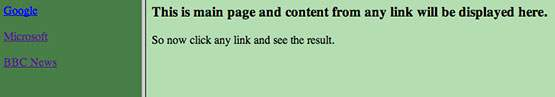 Google
Microsoft
BBC News
This is main page and content from any link will be displayed here.
So now click any link and see the result.